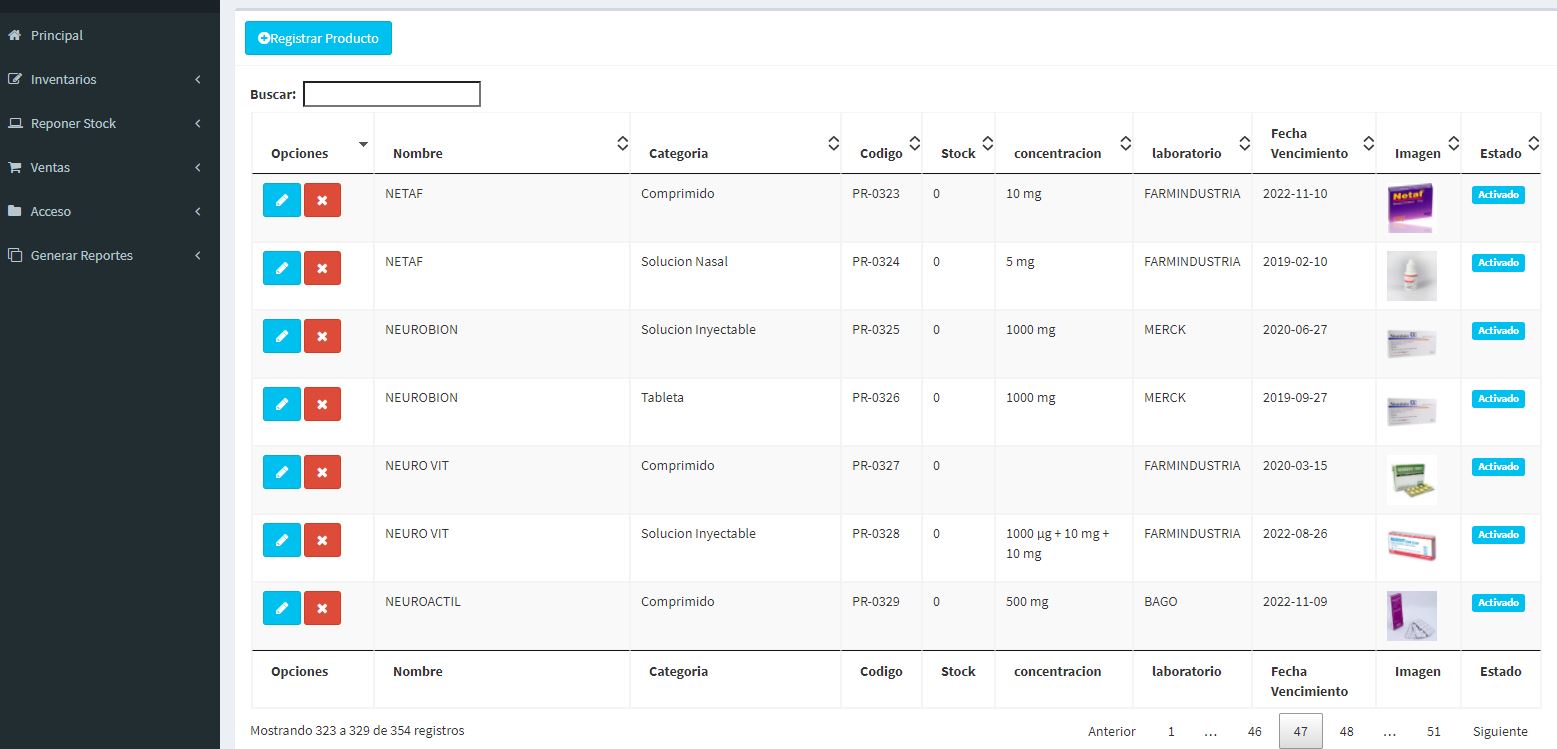 Principal
Inventarios
Reponer Stock
Ventas
Acceso
Generar Reportes
Registrar Producto
Buscar:
Opciones Nombre Categoria Codigo Stock concentracion laboratorio Fecha Vencimiento Imagen Estado
NETAF Comprimido PR-0323 0 10 mg FARMINDUSTRIA 2022-11-10 Netaf Activado
NETAF Solucion Nasal PR-0324 0 5 mg FARMINDUSTRIA 2019-02-10 Activado
NEUROBION Solucion Inyectable PR-0325 0 1000 mg MERCK 2020-06-27 Activado
NEUROBION Tableta PR-0326 0 1000 mg MERCK 2019-09-27 Activado
NEURO VIT Comprimido PR-0327 0 FARMINDUSTRIA 2020-03-15 Activado
NEURO VIT Solucion Inyectable PR-0328 0 1000 µg + 10 mg + 10 mg FARMINDUSTRIA 2022-08-26 Activado
NEUROACTIL Comprimido PR-0329 0 500 mg BAGO 2022-11-09 Activado
Opciones Nombre Categoria Codigo Stock concentracion laboratorio Fecha Vencimiento Imagen Estado
Mostrando 323 a 329 de 354 registros Anterior 1 ... 46 47 48 ... 51 Siguiente